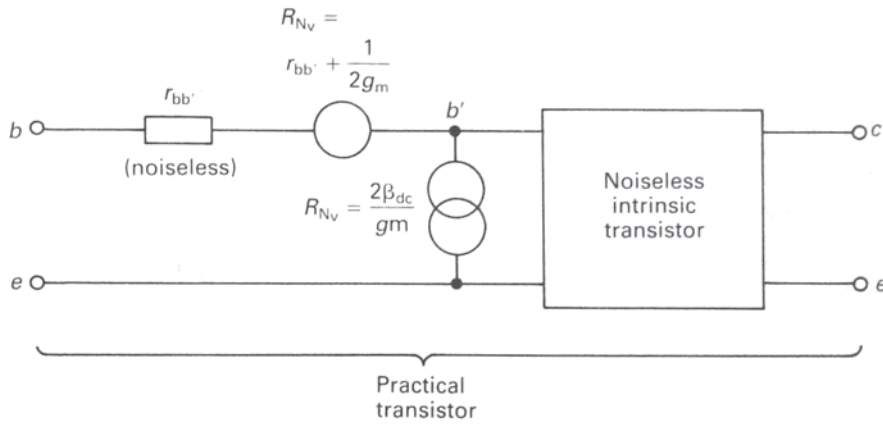 R_Nv =
r_bb' + 1/2g_m
r_bb'
b
(noiseless)
b'
c
R_Nv = 2β_dc/gm
Noiseless
intrinsic
transistor
e
e
Practical
transistor